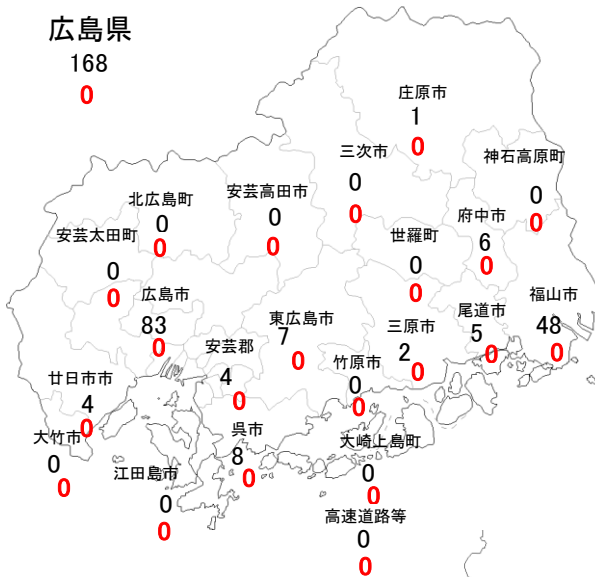 広島県
168
0
庄原市
1
0
三次市
0
0
神石高原町
0
0
北広島町
0
0
安芸高田市
0
0
府中市
6
0
安芸太田町
0
0
世羅町
0
0
広島市
83
0
福山市
48
0
尾道市
5
0
東広島市
7
0
三原市
2
0
安芸郡
4
0
竹原市
0
0
廿日市市
4
0
大竹市
0
0
呉市
8
0
大崎上島町
0
0
江田島市
0
0
高速道路等
0
0